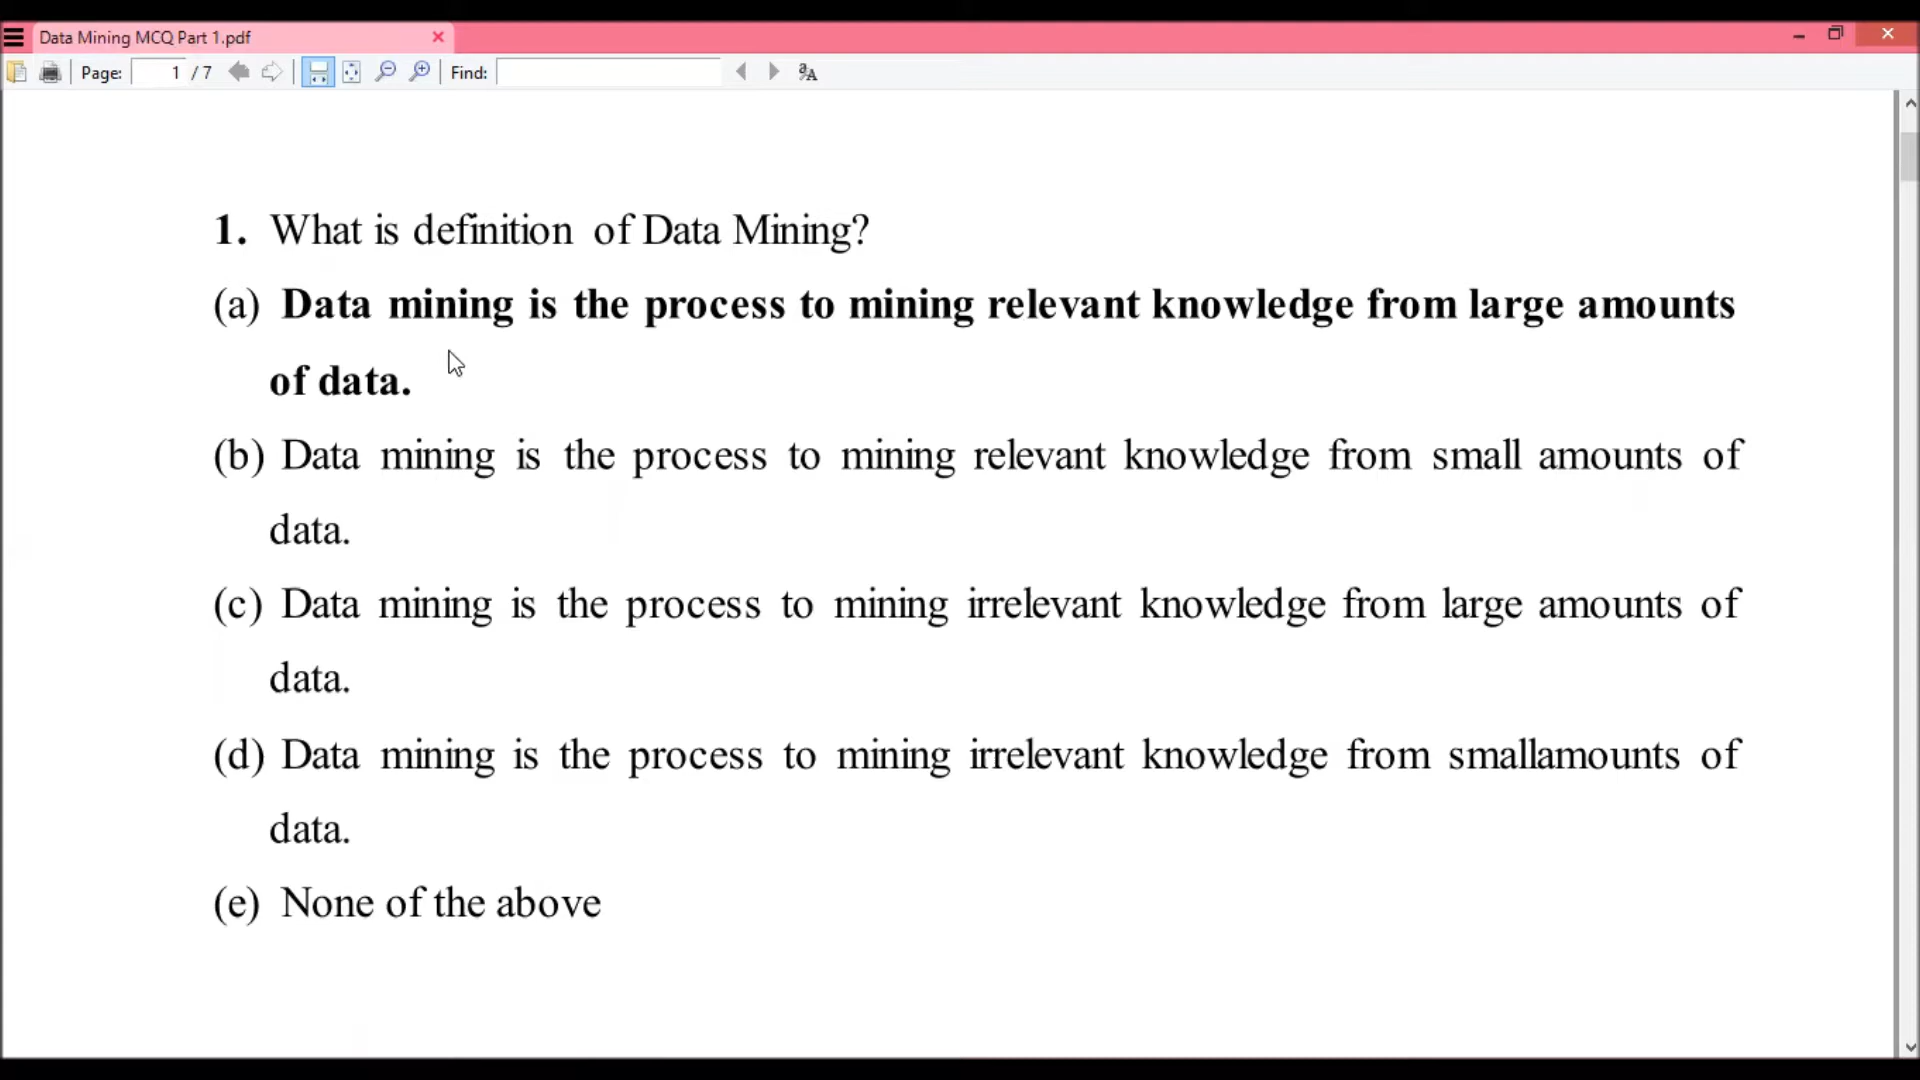 Data Mining MCQ Part 1.pdf
Page: 1 / 7 Find:
1. What is definition of Data Mining?
(a) Data mining is the process to mining relevant knowledge from large amounts
of data.
(b) Data mining is the process to mining relevant knowledge from small amounts of
data.
(c) Data mining is the process to mining irrelevant knowledge from large amounts of
data.
(d) Data mining is the process to mining irrelevant knowledge from smallamounts of
data.
(e) None of the above